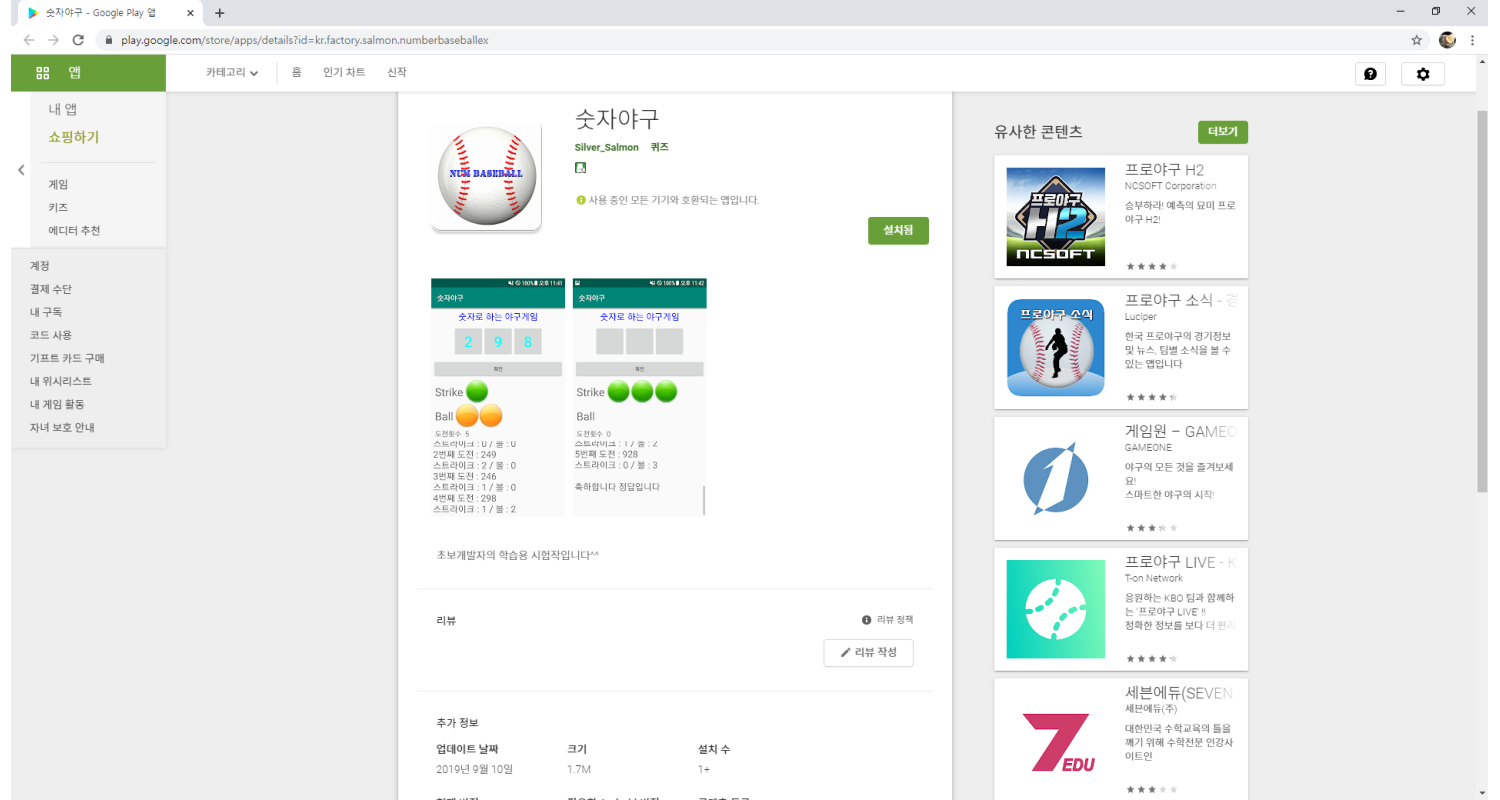 숫자야구 - Google Play 앱
play.google.com/store/apps/details?id=kr.factory.salmon.numberbaseballex
앱
카테고리
홈
인기 차트
신작
내 앱
쇼핑하기
게임
키즈
에디터 추천
계정
결제 수단
내 구독
코드 사용
기프트 카드 구매
내 위시리스트
내 게임 활동
자녀 보호 안내
NUM BASEBALL
숫자야구
Silver_Salmon 퀴즈
사용 중인 모든 기기와 호환되는 앱입니다.
설치됨
100% 오후 11:41
숫자야구
숫자로 하는 야구게임
2 9 8
확인
Strike
Ball
도전횟수 5
스트라이크 : 0 / 볼 : 0
2번째 도전 : 249
스트라이크 : 2 / 볼 : 0
3번째 도전 : 246
스트라이크 : 1 / 볼 : 0
4번째 도전 : 298
스트라이크 : 1 / 볼 : 2
100% 오후 11:42
숫자야구
숫자로 하는 야구게임
확인
Strike
Ball
도전횟수 0
스트라이크 : 1 / 볼 : 2
5번째 도전 : 928
스트라이크 : 0 / 볼 : 3
축하합니다 정답입니다
초보개발자의 학습용 시험작입니다^^
리뷰
리뷰 정책
리뷰 작성
추가 정보
업데이트 날짜
2019년 9월 10일
크기
1.7M
설치 수
1+
유사한 콘텐츠
더보기
프로야구 H2
NCSOFT
프로야구 H2
NCSOFT Corporation
승부하라! 예측의 묘미 프로
야구 H2!
프로야구 소식
프로야구 소식 - 경
Luciper
한국 프로야구의 경기정보
및 뉴스, 팀별 소식을 볼 수
있는 앱입니다
게임원 – GAMEO
GAMEONE
야구의 모든 것을 즐겨보세
요!
스마트한 야구의 시작!
프로야구 LIVE - K
T-on Network
응원하는 KBO 팀과 함께하
는 '프로야구 LIVE' !!
정확한 정보를 보다 더 편리
7 EDU
세븐에듀(SEVEN
세븐에듀(주)
대한민국 수학교육의 틀을
깨기 위해 수학전문 인강사
이트인